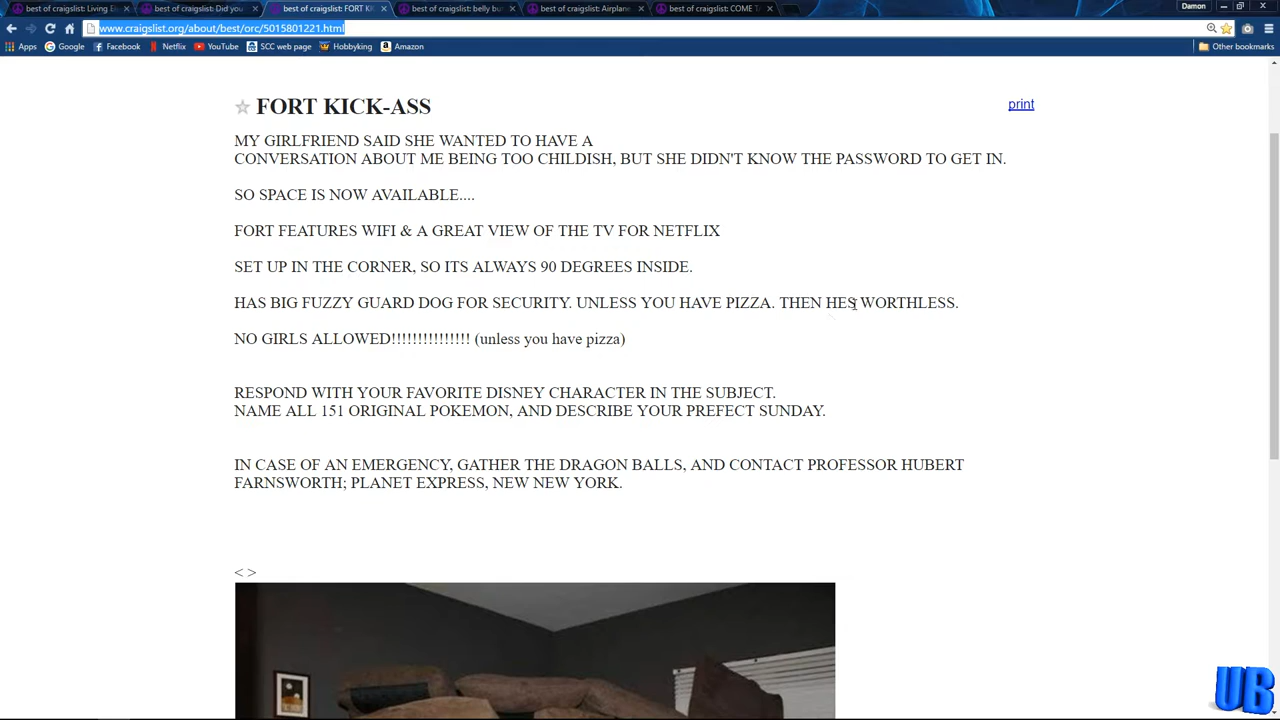 best of craigslist: Living E
best of craigslist: Did you
best of craigslist: FORT KIC
best of craigslist: belly bu
best of craigslist: Airplane
best of craigslist: COME TA
Damon
www.craigslist.org/about/best/orc/5015801221.html
Apps
Google
Facebook
Netflix
YouTube
SCC web page
Hobbyking
Amazon
Other bookmarks
☆ FORT KICK-ASS
print
MY GIRLFRIEND SAID SHE WANTED TO HAVE A
CONVERSATION ABOUT ME BEING TOO CHILDISH, BUT SHE DIDN'T KNOW THE PASSWORD TO GET IN.
SO SPACE IS NOW AVAILABLE....
FORT FEATURES WIFI & A GREAT VIEW OF THE TV FOR NETFLIX
SET UP IN THE CORNER, SO ITS ALWAYS 90 DEGREES INSIDE.
HAS BIG FUZZY GUARD DOG FOR SECURITY. UNLESS YOU HAVE PIZZA. THEN HES WORTHLESS.
NO GIRLS ALLOWED!!!!!!!!!!!!!!! (unless you have pizza)
RESPOND WITH YOUR FAVORITE DISNEY CHARACTER IN THE SUBJECT.
NAME ALL 151 ORIGINAL POKEMON, AND DESCRIBE YOUR PREFECT SUNDAY.
IN CASE OF AN EMERGENCY, GATHER THE DRAGON BALLS, AND CONTACT PROFESSOR HUBERT
FARNSWORTH; PLANET EXPRESS, NEW NEW YORK.
< >
UB